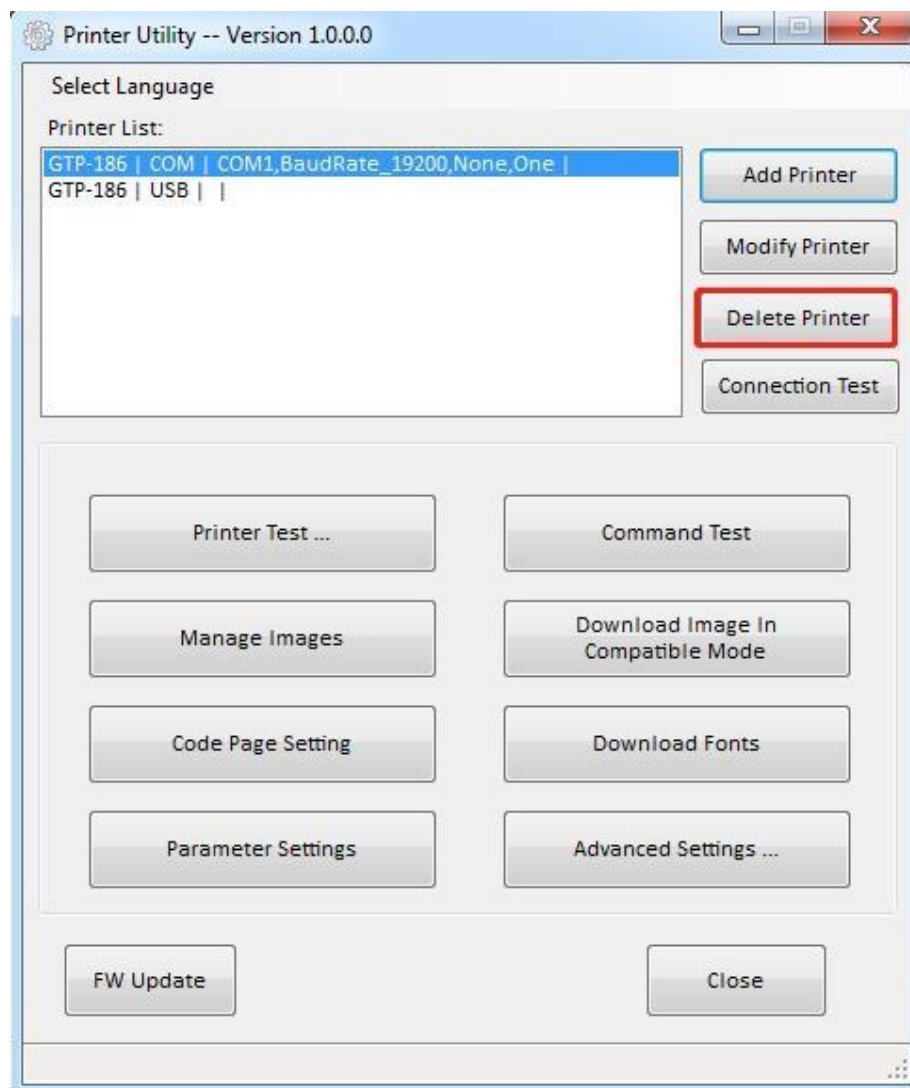 Printer Utility -- Version 1.0.0.0
Select Language
Printer List:
GTP-186 | COM | COM1,BaudRate_19200,None,One |
GTP-186 | USB | |
Add Printer
Modify Printer
Delete Printer
Connection Test
Printer Test ...
Command Test
Manage Images
Download Image In
Compatible Mode
Code Page Setting
Download Fonts
Parameter Settings
Advanced Settings ...
FW Update
Close